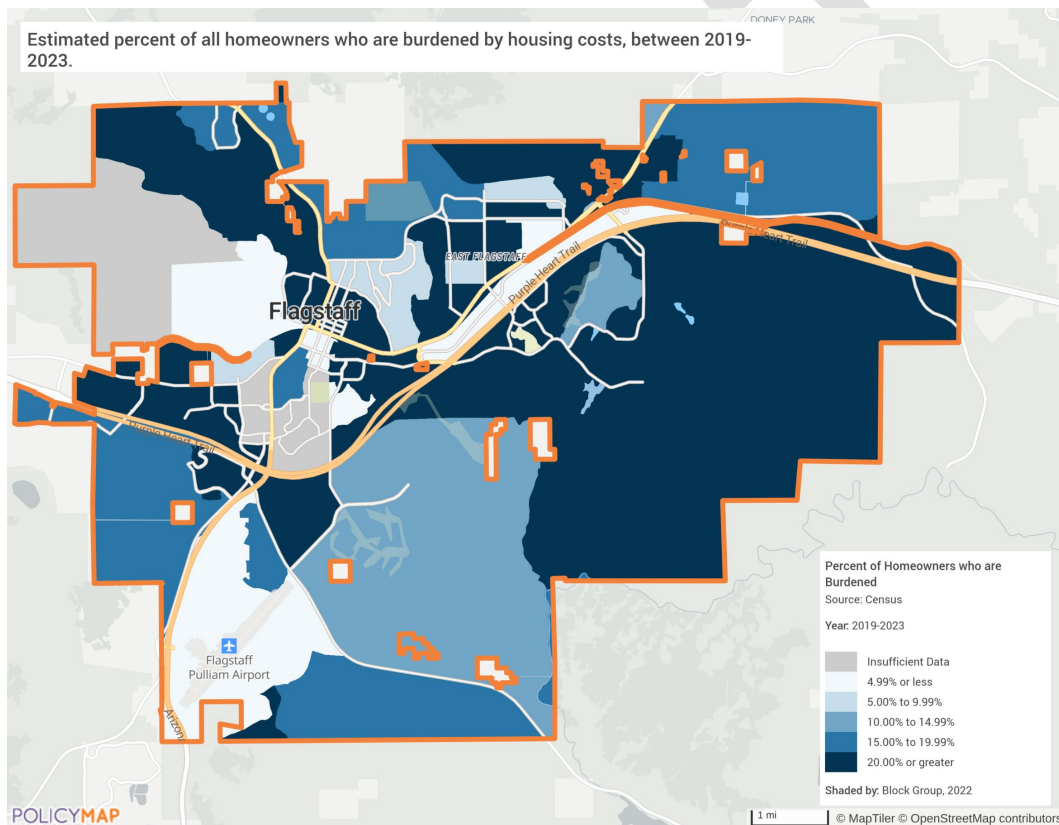 DONEY PARK
Estimated percent of all homeowners who are burdened by housing costs, between 2019-
2023.
EAST FLAGSTAFF
Purple Heart Trail
Purple Heart Trail
Flagstaff
Purple Heart Trail
Flagstaff
Pulliam Airport
Arizona
Percent of Homeowners who are
Burdened
Source: Census
Year: 2019-2023
Insufficient Data
4.99% or less
5.00% to 9.99%
10.00% to 14.99%
15.00% to 19.99%
20.00% or greater
Shaded by: Block Group, 2022
POLICYMAP
1 mi
© MapTiler © OpenStreetMap contributors